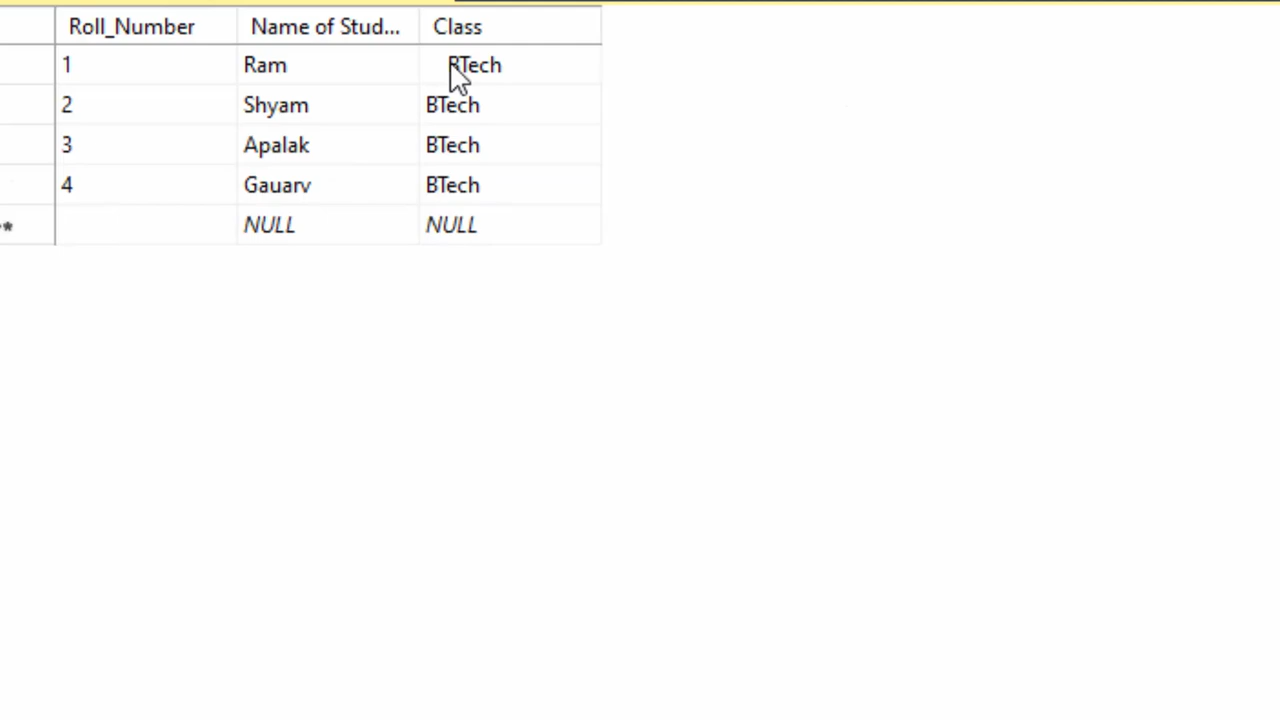 Roll_Number Name of Stud... Class
1 Ram BTech
2 Shyam BTech
3 Apalak BTech
4 Gauarv BTech
* NULL NULL